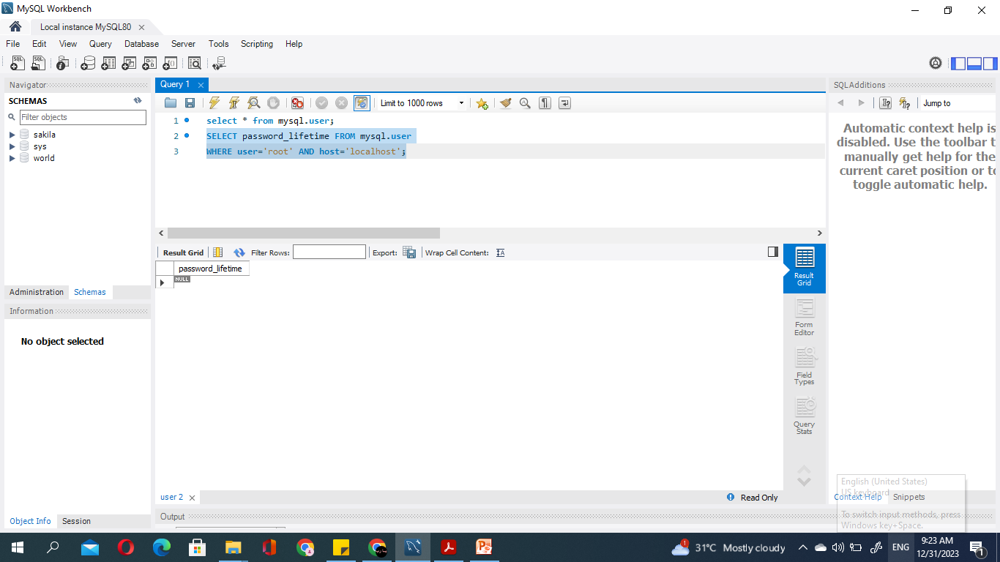 MySQL Workbench
Local instance MySQL80
File Edit View Query Database Server Tools Scripting Help
Navigator
SCHEMAS
Filter objects
sakila
sys
world
Administration Schemas
Information
No object selected
Object Info Session
Query 1
Limit to 1000 rows
1 select * from mysql.user;
2 SELECT password_lifetime FROM mysql.user
3 WHERE user='root' AND host='localhost';
Result Grid Filter Rows: Export: Wrap Cell Content:
password_lifetime
NULL
Result
Grid
Form
Editor
Field
Types
Query
Stats
user 2
Read Only
Output
SQLAdditions
Jump to
Automatic context help is
disabled. Use the toolbar t
manually get help for the
current caret position or to
toggle automatic help.
Context Help Snippets
English (United States)
US keyboard
To switch input methods, press
Windows key+Space.
1
31°C Mostly cloudy
ENG
9:23 AM
12/31/2023
1